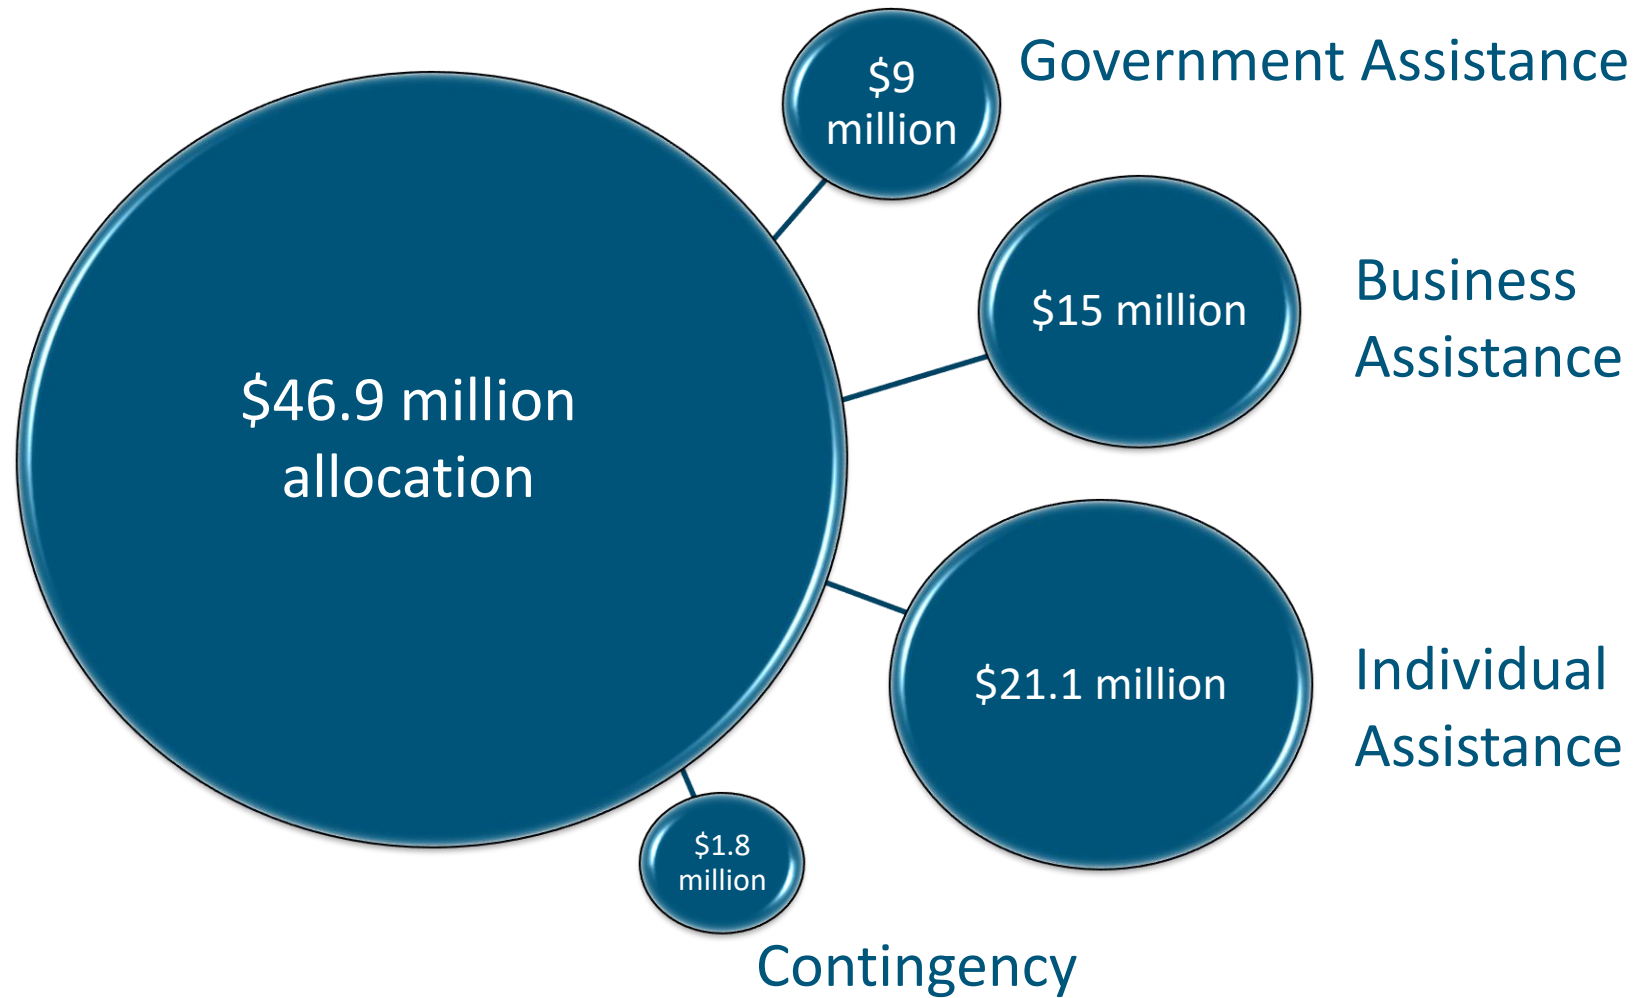 $46.9 million
allocation
$9
million
Government Assistance
$15 million
Business
Assistance
$21.1 million
Individual
Assistance
$1.8
million
Contingency